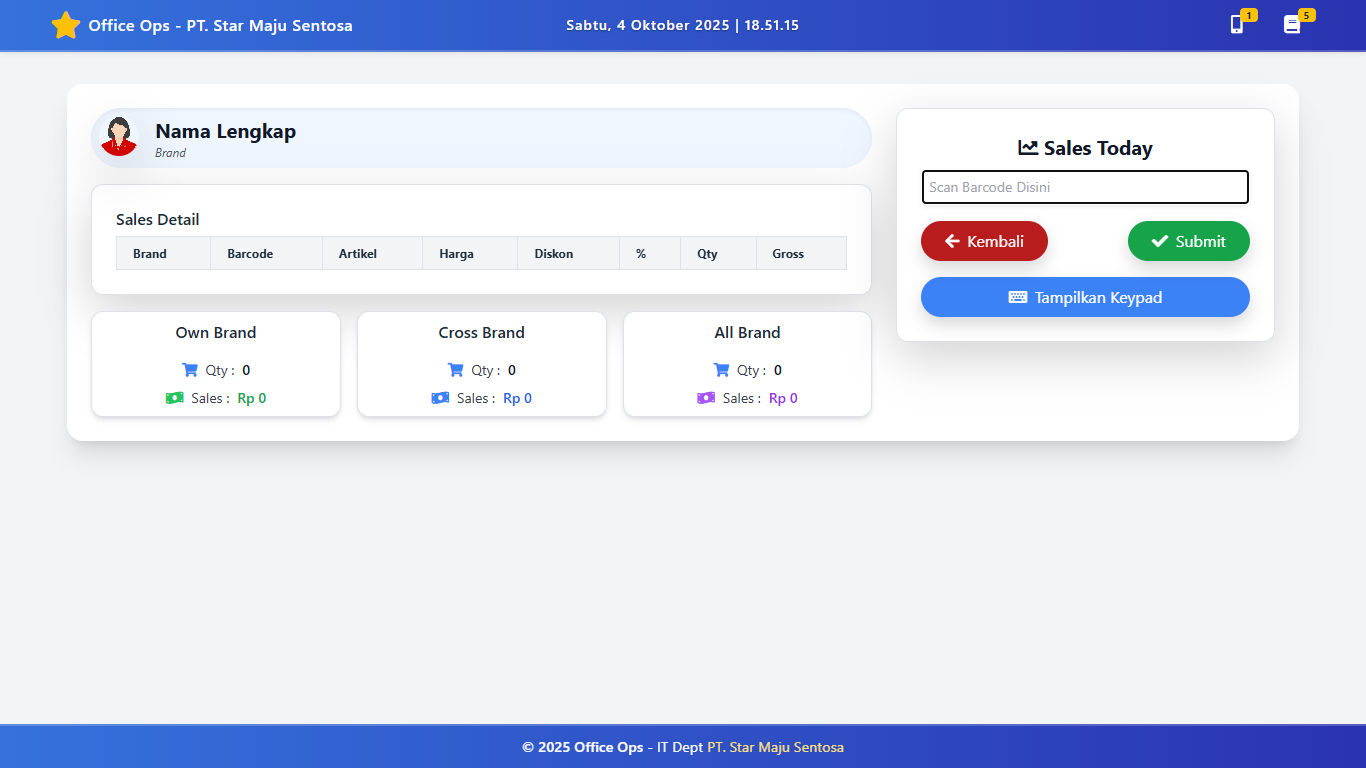 Office Ops - PT. Star Maju Sentosa
Sabtu, 4 Oktober 2025 | 18.51.15
1
5
Nama Lengkap
Brand
Sales Detail
Brand Barcode Artikel Harga Diskon % Qty Gross
Own Brand
Qty : 0
Sales : Rp 0
Cross Brand
Qty : 0
Sales : Rp 0
All Brand
Qty : 0
Sales : Rp 0
Sales Today
Scan Barcode Disini
Kembali
Submit
Tampilkan Keypad
© 2025 Office Ops - IT Dept PT. Star Maju Sentosa